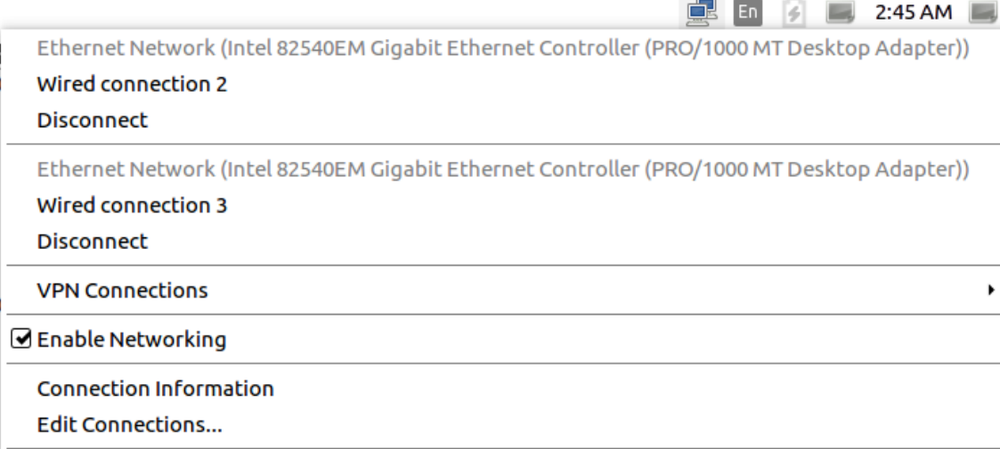 En 2:45 AM
Ethernet Network (Intel 82540EM Gigabit Ethernet Controller (PRO/1000 MT Desktop Adapter))
Wired connection 2
Disconnect
Ethernet Network (Intel 82540EM Gigabit Ethernet Controller (PRO/1000 MT Desktop Adapter))
Wired connection 3
Disconnect
VPN Connections
Enable Networking
Connection Information
Edit Connections...